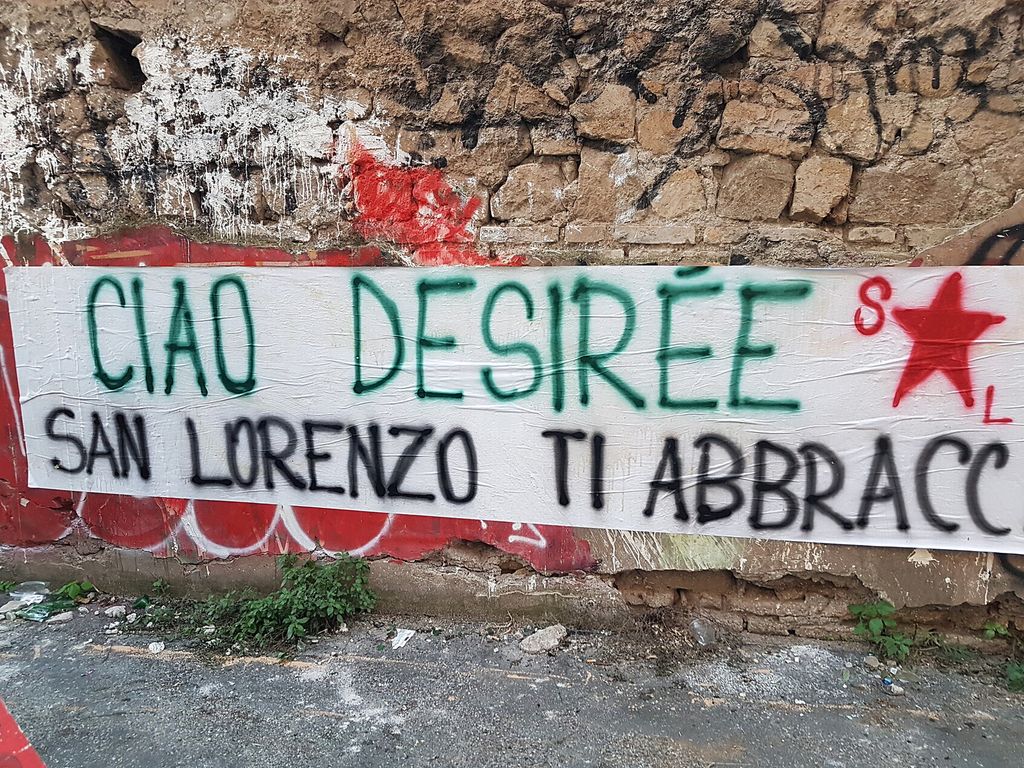 CIAO DESIRÉE S★L
SAN LORENZO TI ABBRACC